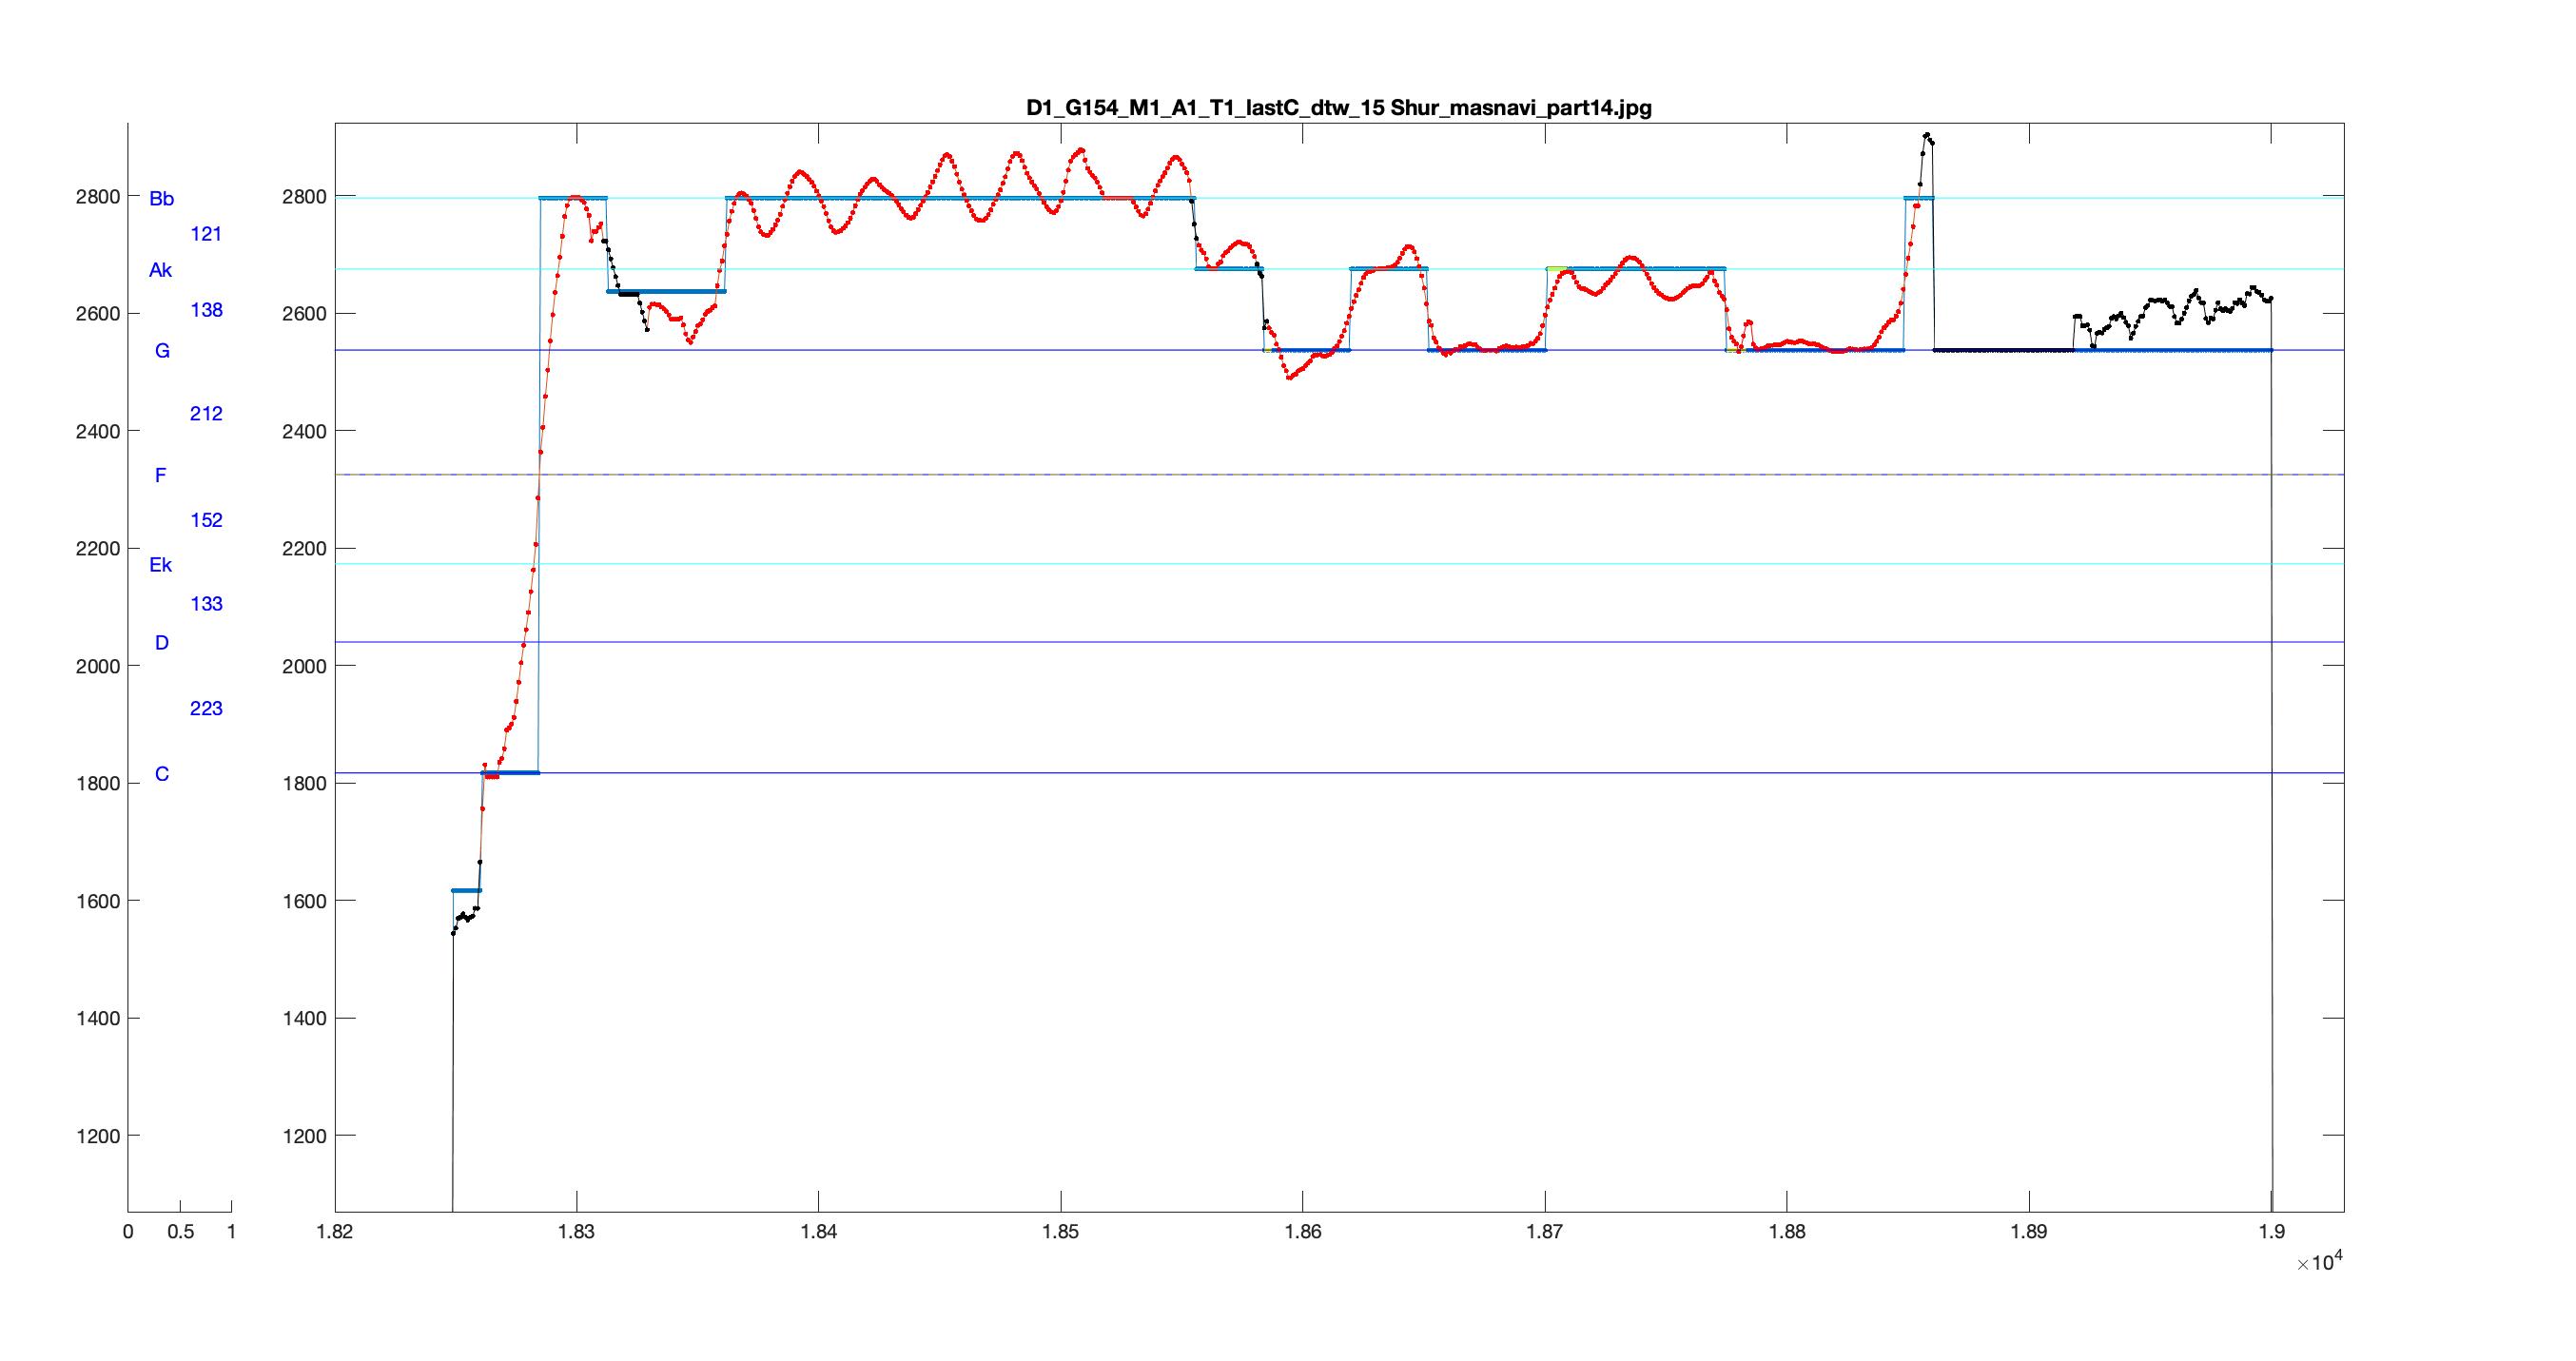 D1_G154_M1_A1_T1_lastC_dtw_15 Shur_masnavi_part14.jpg
2800 Bb 2800
121
Ak
138
2600 2600
G
212
2400 2400
F
152
2200 Ek 2200
133
D
2000 2000
223
C
1800 1800
1600 1600
1400 1400
1200 1200
0 0.5 1 1.82 1.83 1.84 1.85 1.86 1.87 1.88 1.89 1.9
×10⁴